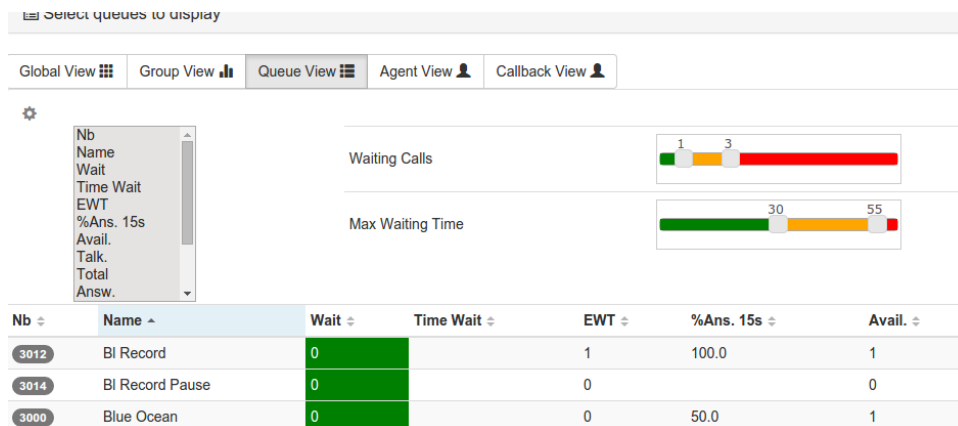 Select queues to display
Global View Group View Queue View Agent View Callback View
Nb
Name
Wait
Time Wait
EWT
%Ans. 15s
Avail.
Talk.
Total
Answ.
Waiting Calls
1 3
Max Waiting Time
30 55
Nb Name Wait Time Wait EWT %Ans. 15s Avail.
3012 BI Record 0 1 100.0 1
3014 BI Record Pause 0 0 0
3000 Blue Ocean 0 0 50.0 1